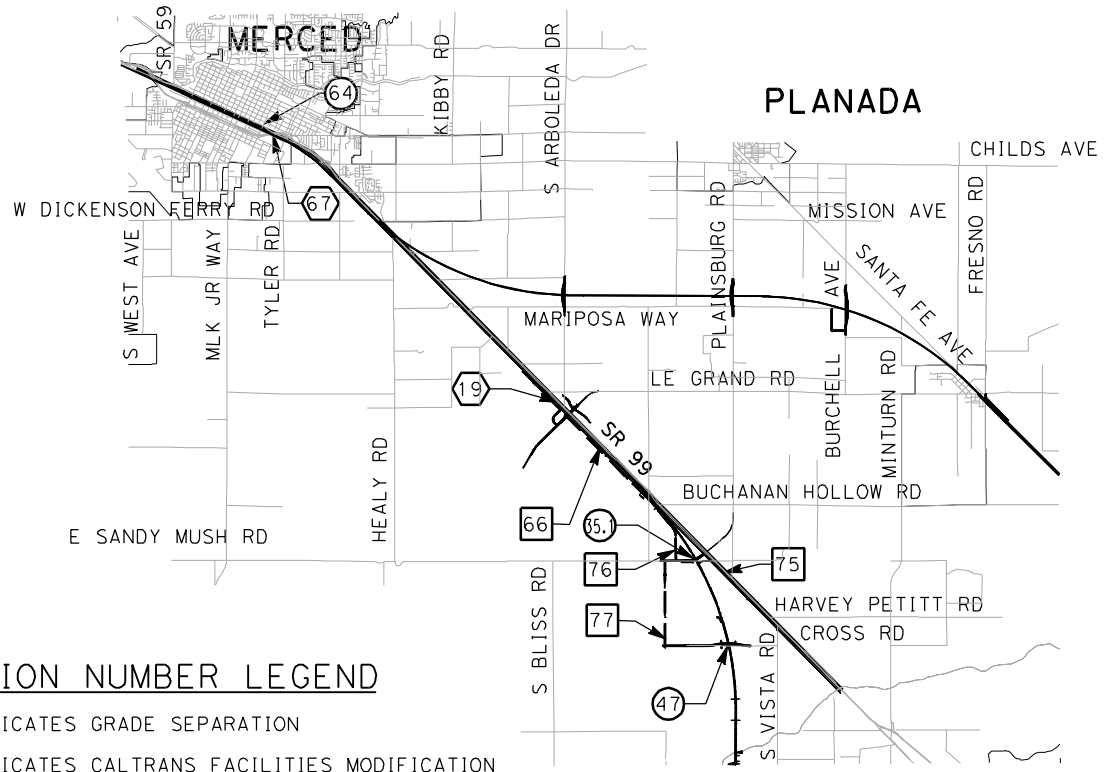 SR 59
MERCED
KIBBY RD
S ARBOLEDA DR
PLANADA
64
CHILDS AVE
67
W DICKENSON FERRY RD
PLAINSBURG RD
MISSION AVE
FRESNO RD
S WEST AVE
MLK JR WAY
TYLER RD
SANTA FE AVE
BURCHELL AVE
MARIPOSA WAY
LE GRAND RD
MINTURN RD
19
SR 99
HEALY RD
BUCHANAN HOLLOW RD
E SANDY MUSH RD
66
35.1
76
75
S BLISS RD
HARVEY PETITT RD
77
CROSS RD
S VISTA RD
47
ION NUMBER LEGEND
ICATES GRADE SEPARATION
ICATES CALTRANS FACILITIES MODIFICATION